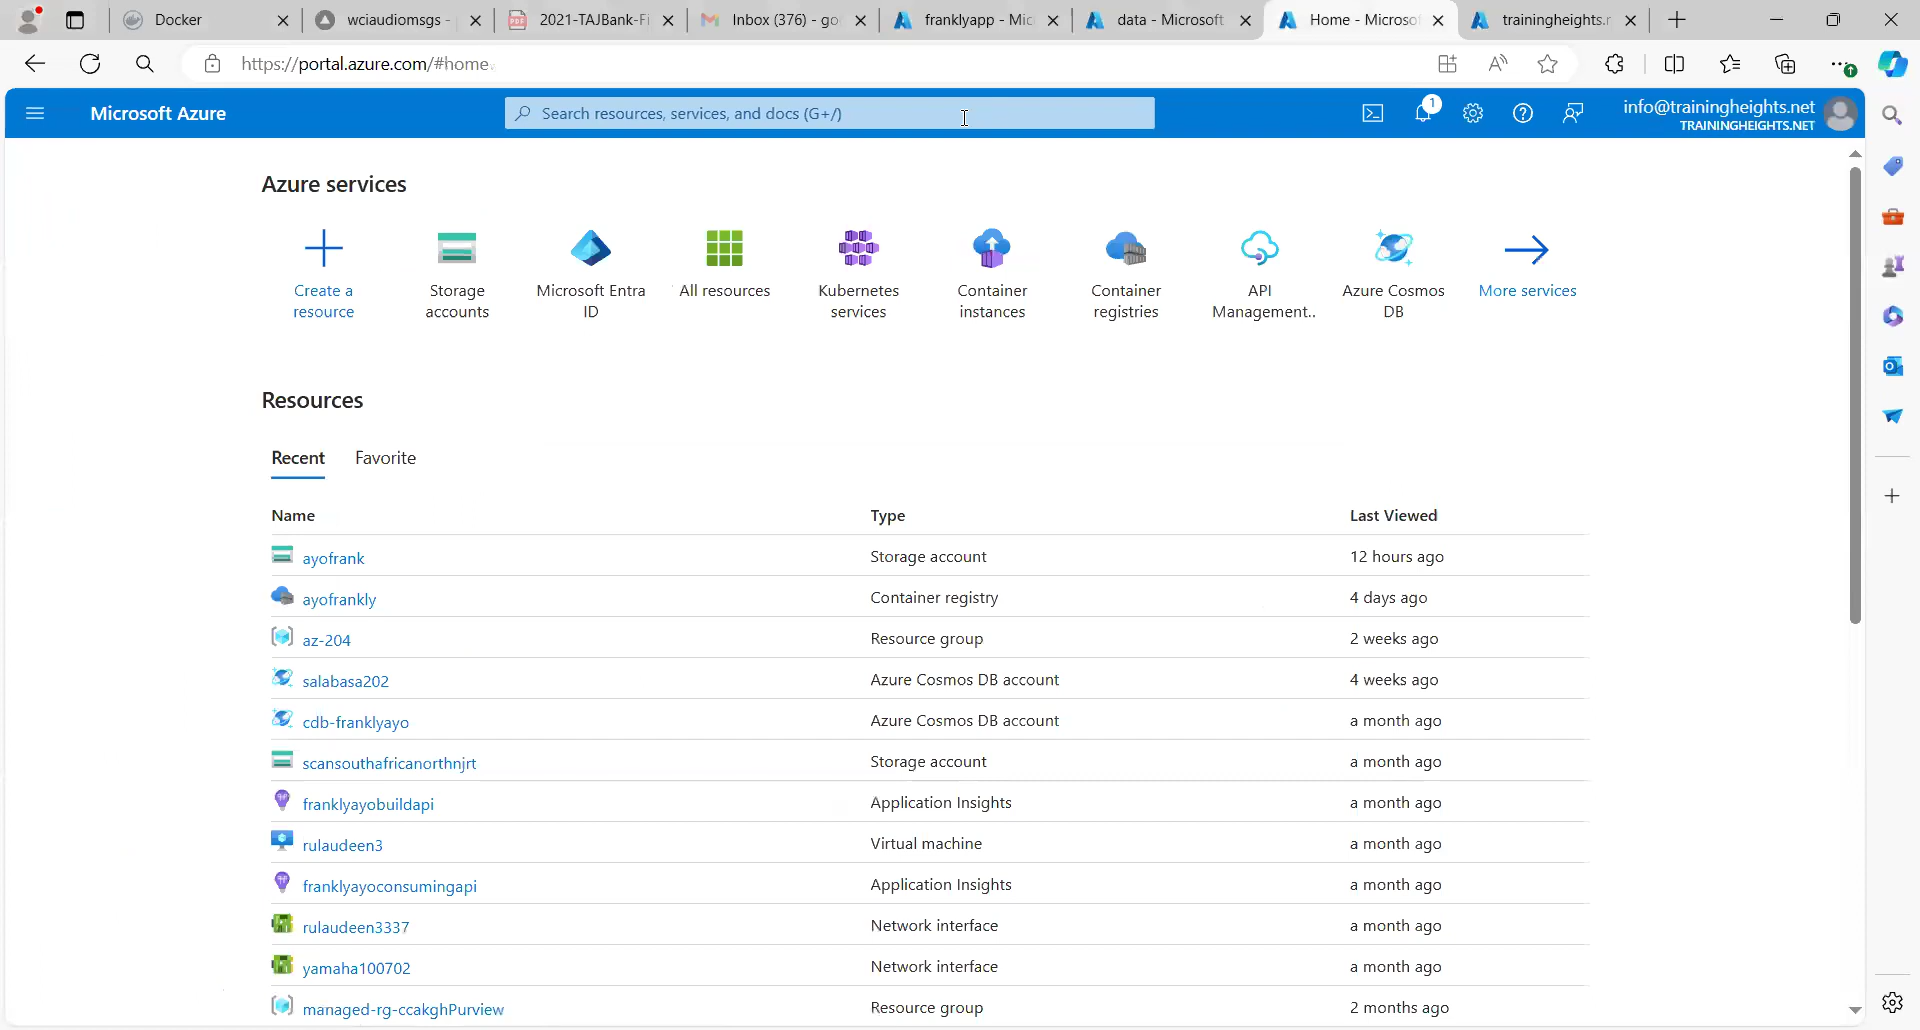 Docker
wciaudiomsgs -
2021-TAJBank-Fi
Inbox (376) - go
franklyapp - Mic
data - Microsoft
Home - Microsof
trainingheights.r
https://portal.azure.com/#home
Microsoft Azure
Search resources, services, and docs (G+/)
1
info@trainingheights.net
TRAININGHEIGHTS.NET
Azure services
Create a resource
Storage accounts
Microsoft Entra ID
All resources
Kubernetes services
Container instances
Container registries
API Management..
Azure Cosmos DB
More services
Resources
Recent Favorite
Name Type Last Viewed
ayofrank Storage account 12 hours ago
ayofrankly Container registry 4 days ago
az-204 Resource group 2 weeks ago
salabasa202 Azure Cosmos DB account 4 weeks ago
cdb-franklyayo Azure Cosmos DB account a month ago
scansouthafricanorthnjrt Storage account a month ago
franklyayobuildapi Application Insights a month ago
rulaudeen3 Virtual machine a month ago
franklyayoconsumingapi Application Insights a month ago
rulaudeen3337 Network interface a month ago
yamaha100702 Network interface a month ago
managed-rg-ccakghPurview Resource group 2 months ago